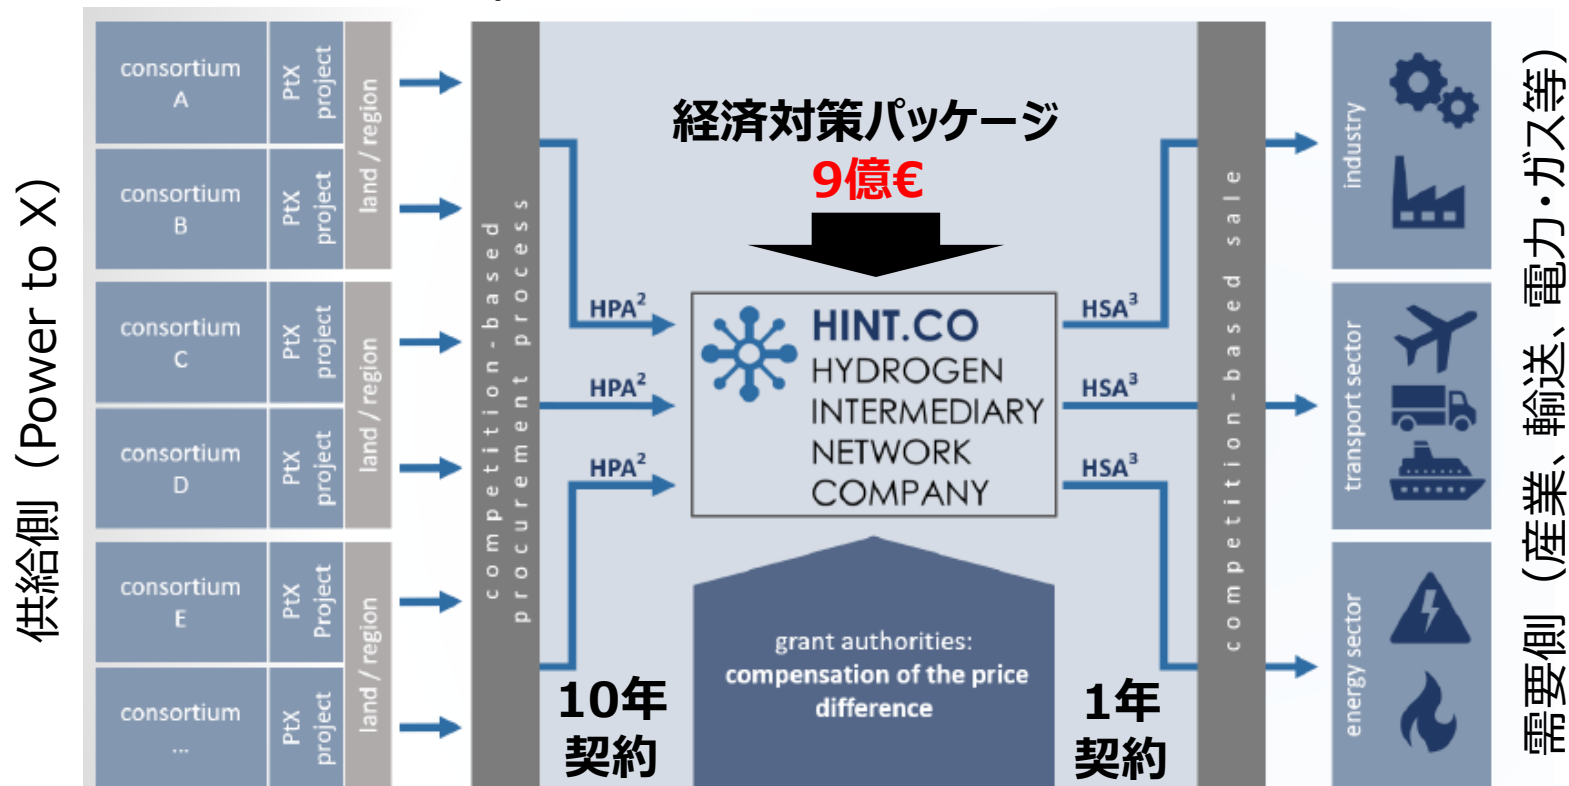 供給側（Power to X）
consortium
A
PtX
project
consortium
B
PtX
project
land / region
consortium
C
PtX
project
consortium
D
PtX
project
land / region
consortium
E
PtX
Project
consortium
...
PtX
project
land / region
competition-based
procurement process
経済対策パッケージ
9億€
HPA²
HPA²
HPA²
HINT.CO
HYDROGEN
INTERMEDIARY
NETWORK
COMPANY
HSA³
HSA³
HSA³
grant authorities:
compensation of the price
difference
10年
契約
1年
契約
competition-based sale
industry
transport sector
energy sector
需要側（産業、輸送、電力・ガス等）